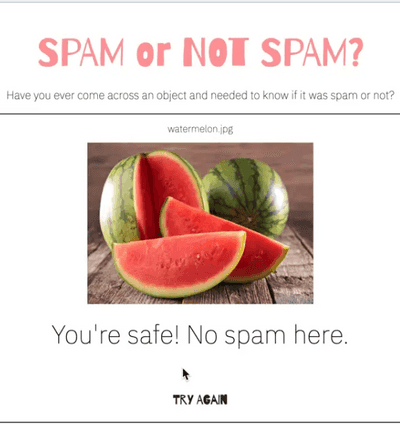 SPAM or NOT SPAM?
Have you ever come across an object and needed to know if it was spam or not?
watermelon.jpg
You're safe! No spam here.
TRY AGAIN